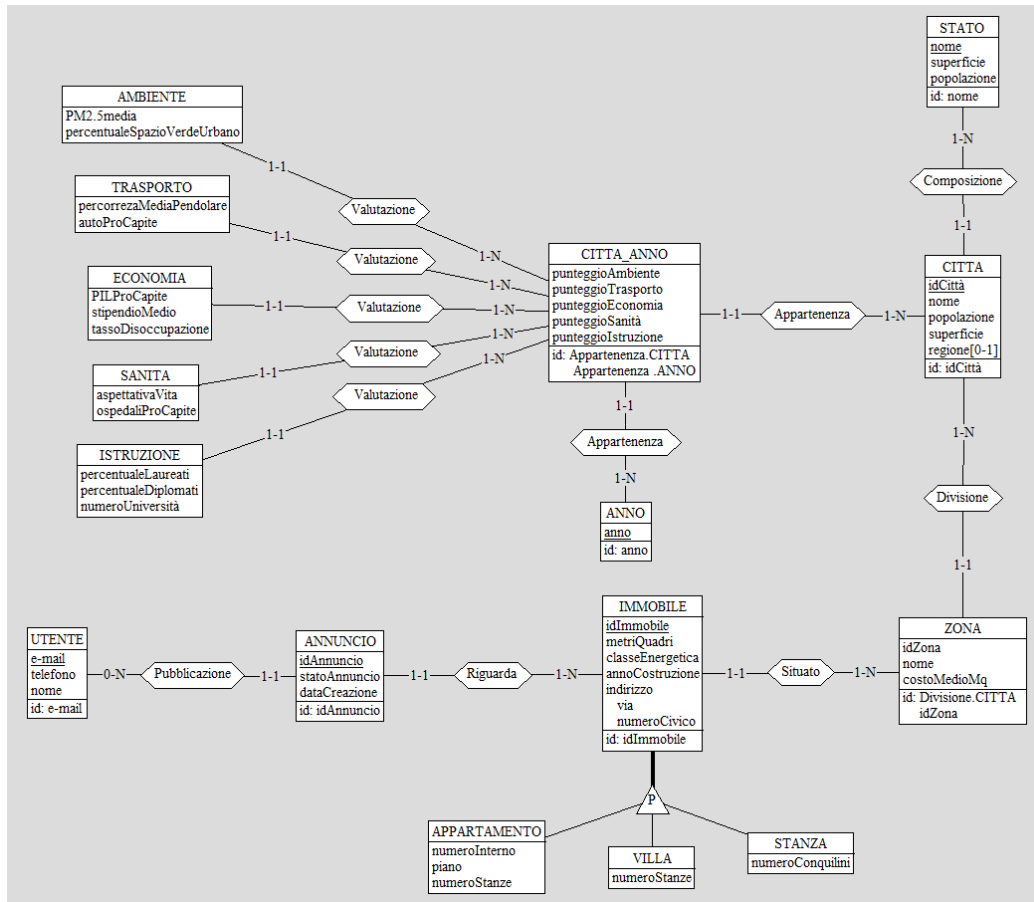 STATO
nome
superficie
popolazione
id: nome
1-N
Composizione
1-1
AMBIENTE
PM2.5media
percentualeSpazioVerdeUrbano
1-1
Valutazione
1-N
TRASPORTO
percorrezaMediaPendolare
autoProCapite
1-1
Valutazione
1-N
ECONOMIA
PILProCapite
stipendioMedio
tassoDisoccupazione
1-1
Valutazione
1-N
SANITA
aspettativaVita
ospedaliProCapite
1-1
Valutazione
1-N
ISTRUZIONE
percentualeLaureati
percentualeDiplomati
numeroUniversità
1-1
Valutazione
1-N
CITTA_ANNO
punteggioAmbiente
punteggioTrasporto
punteggioEconomia
punteggioSanità
punteggioIstruzione
id: Appartenenza.CITTA
Appartenenza .ANNO
1-1
Appartenenza
1-N
CITTA
idCittà
nome
popolazione
superficie
regione[0-1]
id: idCittà
1-1
Appartenenza
1-N
ANNO
anno
id: anno
1-N
Divisione
1-1
UTENTE
e-mail
telefono
nome
id: e-mail
0-N
Pubblicazione
1-1
ANNUNCIO
idAnnuncio
statoAnnuncio
dataCreazione
id: idAnnuncio
1-1
Riguarda
1-N
IMMOBILE
idImmobile
metriQuadri
classeEnergetica
annoCostruzione
indirizzo
via
numeroCivico
id: idImmobile
1-1
Situato
1-N
ZONA
idZona
nome
costoMedioMq
id: Divisione.CITTA
idZona
P
APPARTAMENTO
numeroInterno
piano
numeroStanze
VILLA
numeroStanze
STANZA
numeroConquilini